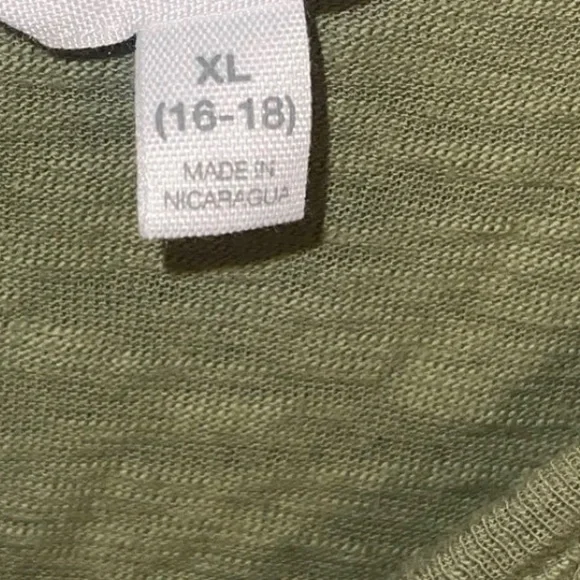 XL
(16-18)
MADE IN
NICARAGUA